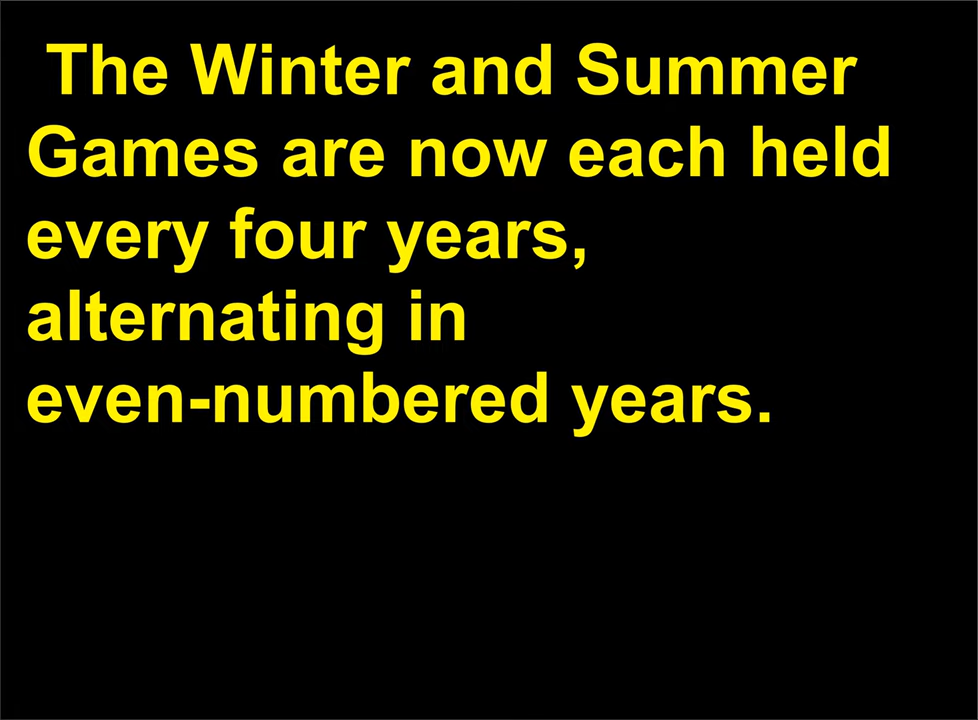 The Winter and Summer
Games are now each held
every four years,
alternating in
even-numbered years.